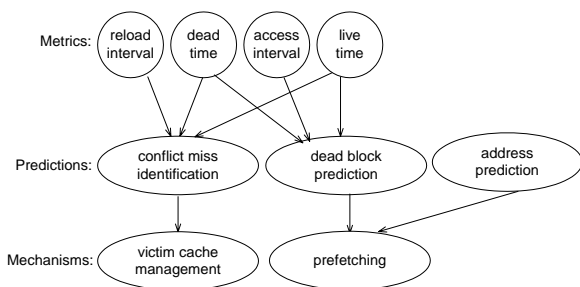 Metrics:
reload
interval
dead
time
access
interval
live
time
Predictions:
conflict miss
identification
dead block
prediction
address
prediction
Mechanisms:
victim cache
management
prefetching